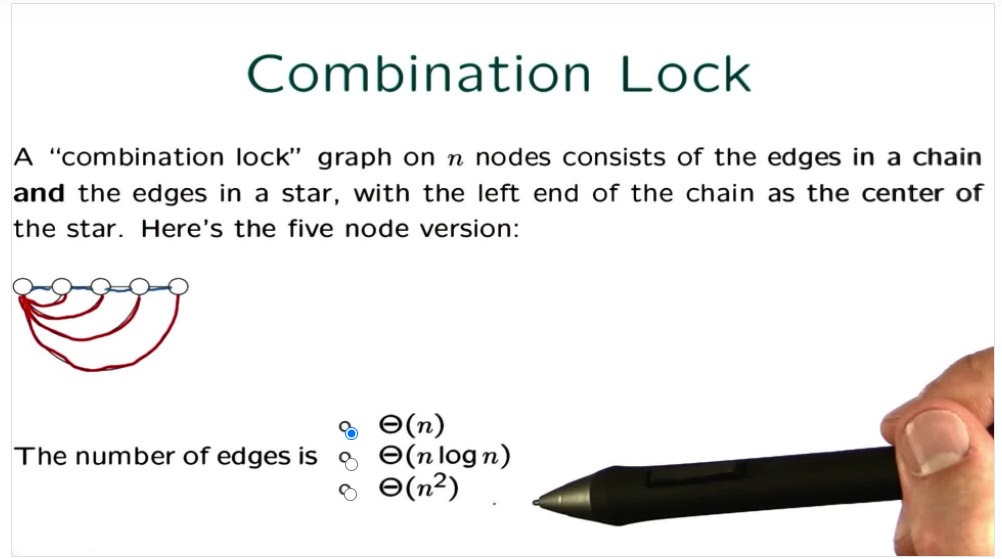 Combination Lock
A “combination lock” graph on n nodes consists of the edges in a chain
and the edges in a star, with the left end of the chain as the center of
the star. Here's the five node version:
Θ(n)
The number of edges is Θ(n log n)
Θ(n²)